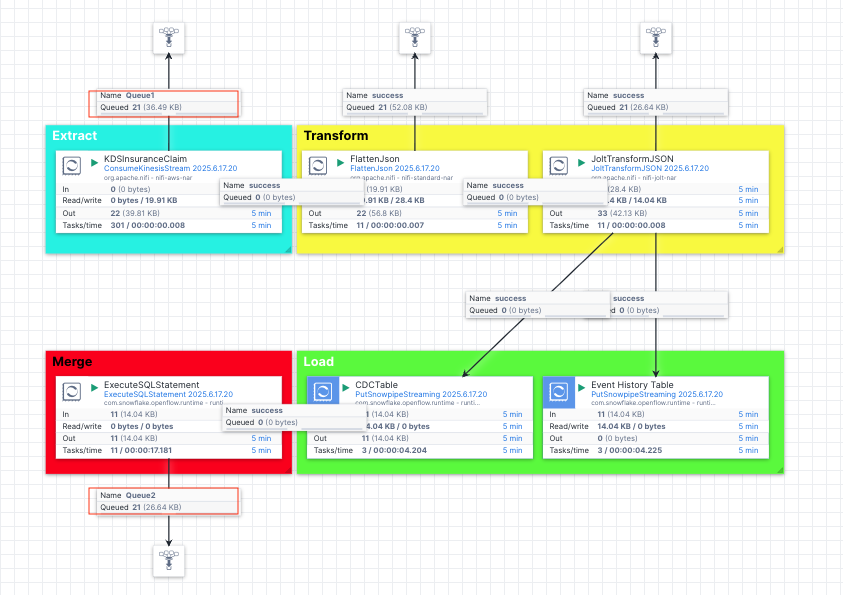 Name Queue1
Queued 21 (36.49 KB)
Name success
Queued 21 (52.08 KB)
Name success
Queued 21 (26.64 KB)
Extract
KDSInsuranceClaim
ConsumeKinesisStream 2025.6.17.20
org.apache.nifi - nifi-aws-nar
In 0 (0 bytes)
Read/write 0 bytes / 19.91 KB
Out 22 (39.81 KB) 5 min
Tasks/time 301 / 00:00:00.008 5 min
Name success
Queued 0 (0 bytes)
Transform
FlattenJson
FlattenJson 2025.6.17.20
org.apache.nifi - nifi-standard-nar
(19.91 KB)
.91 KB / 28.4 KB
Out 22 (56.8 KB) 5 min
Tasks/time 11 / 00:00:00.007 5 min
Name success
Queued 0 (0 bytes)
JoltTransformJSON
JoltTransformJSON 2025.6.17.20
org.apache.nifi - nifi-jolt-nar
(28.4 KB) 5 min
.4 KB / 14.04 KB 5 min
Out 33 (42.13 KB) 5 min
Tasks/time 11 / 00:00:00.008 5 min
Name success
Queued 0 (0 bytes)
success
d 0 (0 bytes)
Merge
ExecuteSQLStatement
ExecuteSQLStatement 2025.6.17.20
com.snowflake.openflow.runtime - runti...
In 11 (14.04 KB)
Read/write 0 bytes / 0 bytes
Out 11 (14.04 KB) 5 min
Tasks/time 11 / 00:00:17.181 5 min
Name success
Queued 0 (0 bytes)
Load
CDCTable
PutSnowpipeStreaming 2025.6.17.20
com.snowflake.openflow.runtime - runti...
(14.04 KB) 5 min
4.04 KB / 0 bytes 5 min
Out 11 (14.04 KB) 5 min
Tasks/time 3 / 00:00:04.204 5 min
Event History Table
PutSnowpipeStreaming 2025.6.17.20
com.snowflake.openflow.runtime - runti...
In 11 (14.04 KB) 5 min
Read/write 14.04 KB / 0 bytes 5 min
Out 0 (0 bytes) 5 min
Tasks/time 3 / 00:00:04.225 5 min
Name Queue2
Queued 21 (26.64 KB)